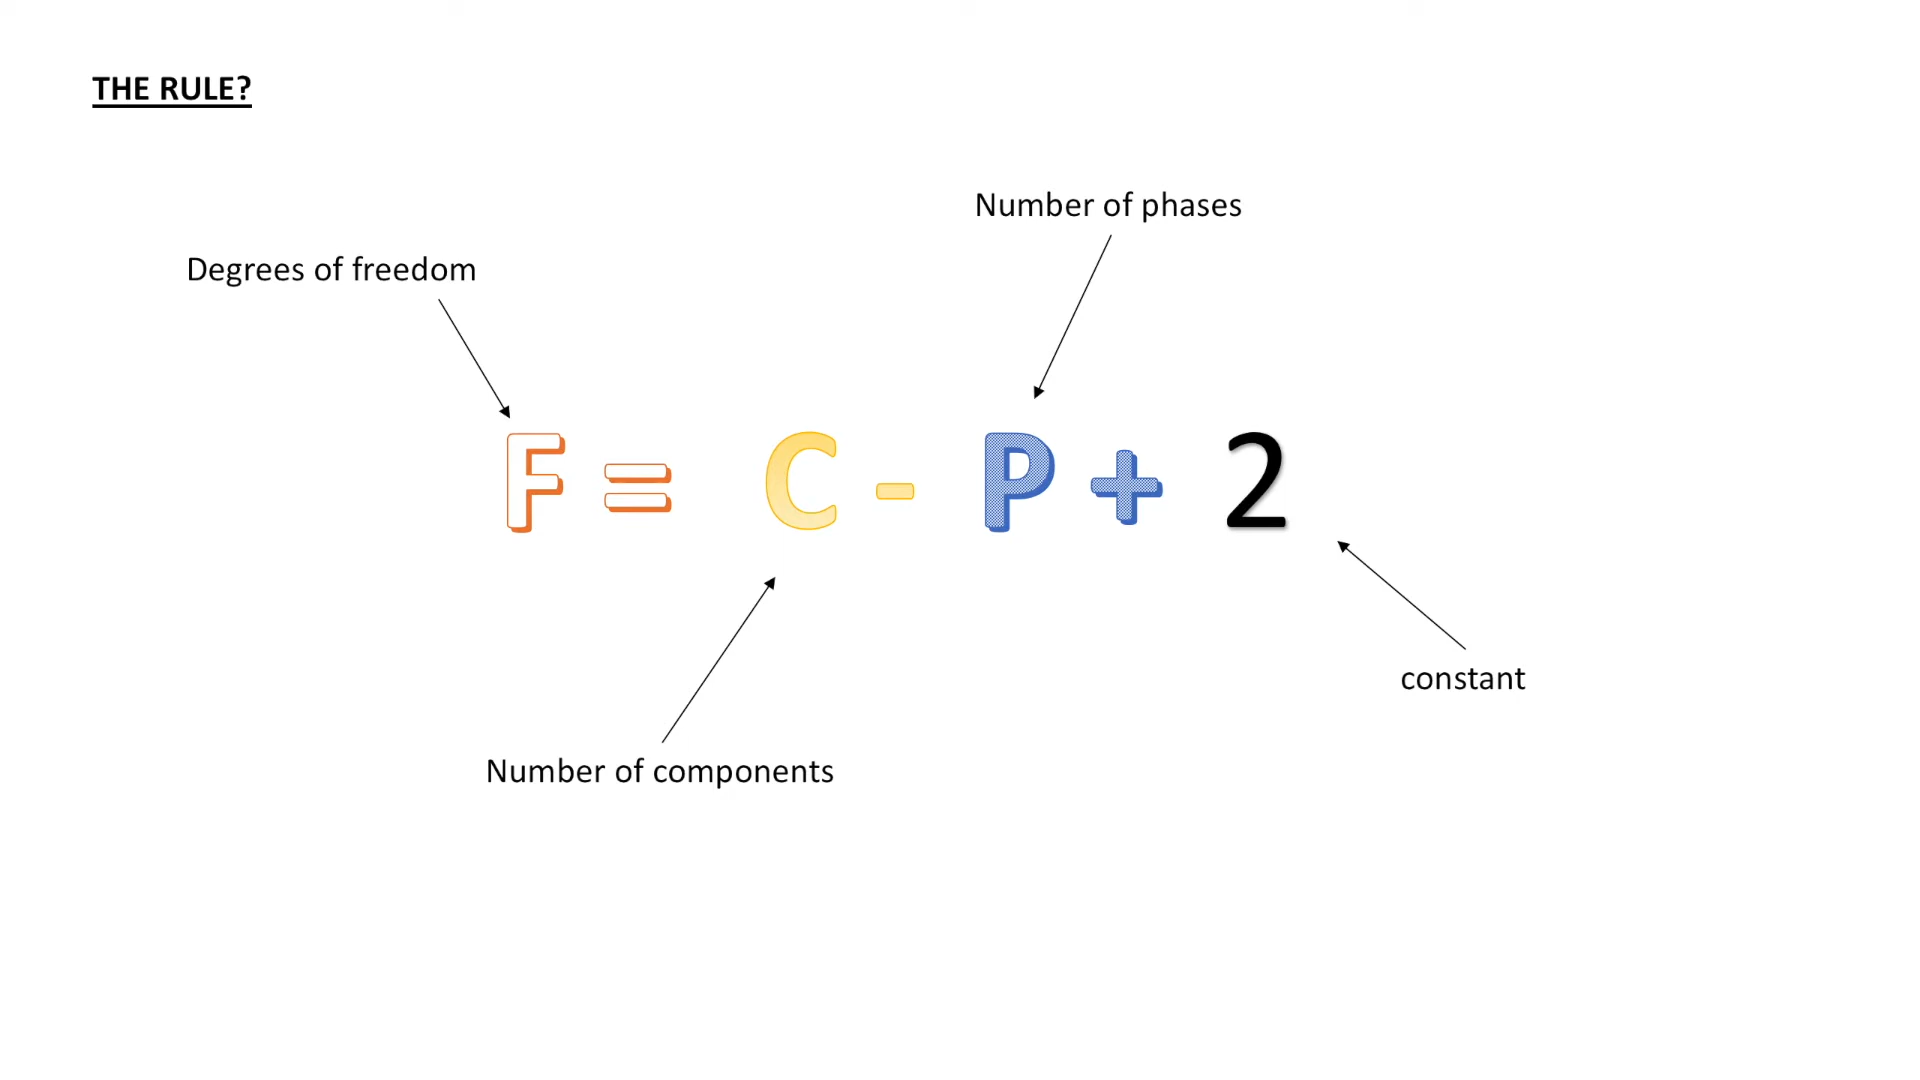 THE RULE?
Number of phases
Degrees of freedom
F = C - P + 2
constant
Number of components